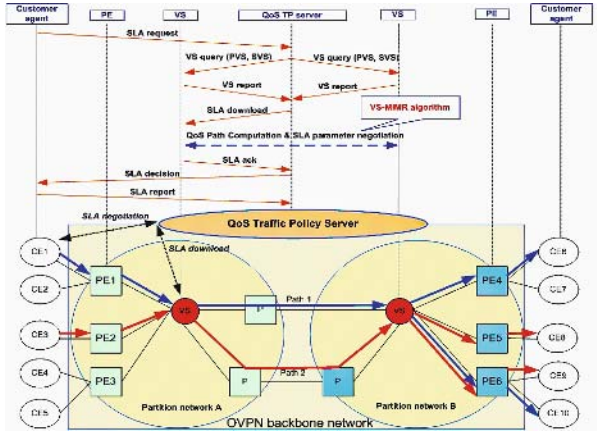 Customer agent
PE
VS
QoS TP server
VS
PE
Customer agent
SLA request
VS query (PVS, SVS)
VS query (PVS, SVS)
VS report
VS report
SLA download
VS-MMR algorithm
QoS Path Computation & SLA parameter negotiation
SLA ack
SLA decision
SLA report
SLA negotiation
QoS Traffic Policy Server
SLA download
CE1
CE2
CE3
CE4
CE5
PE1
PE2
PE3
VS
Path 1
P
P
Path 2
P
VS
PE4
PE5
PE6
CE6
CE7
CE8
CE9
CE10
Partition network A
Partition network B
OVPN backbone network